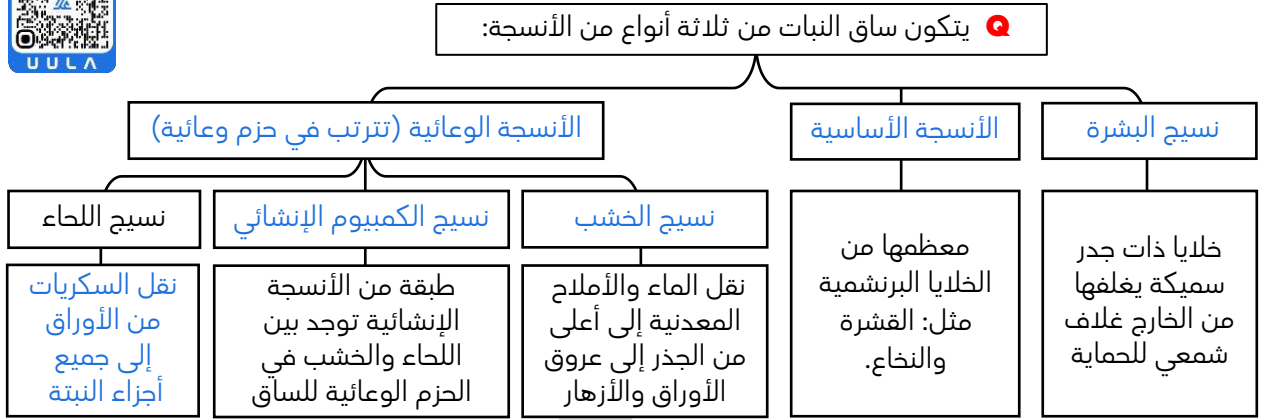 UULA
Q يتكون ساق النبات من ثلاثة أنواع من الأنسجة:
نسيج البشرة
خلايا ذات جدر
سميكة يغلفها
من الخارج غلاف
شمعي للحماية
الأنسجة الأساسية
معظمها من
الخلايا البرنشمية
مثل: القشرة
والنخاع.
الأنسجة الوعائية (تترتب في حزم وعائية)
نسيج الخشب
نقل الماء والأملاح
المعدنية إلى أعلى
من الجذر إلى عروق
الأوراق والأزهار
نسيج الكمبيوم الإنشائي
طبقة من الأنسجة
الإنشائية توجد بين
اللحاء والخشب في
الحزم الوعائية للساق
نسيج اللحاء
نقل السكريات
من الأوراق
إلى جميع
أجزاء النبتة